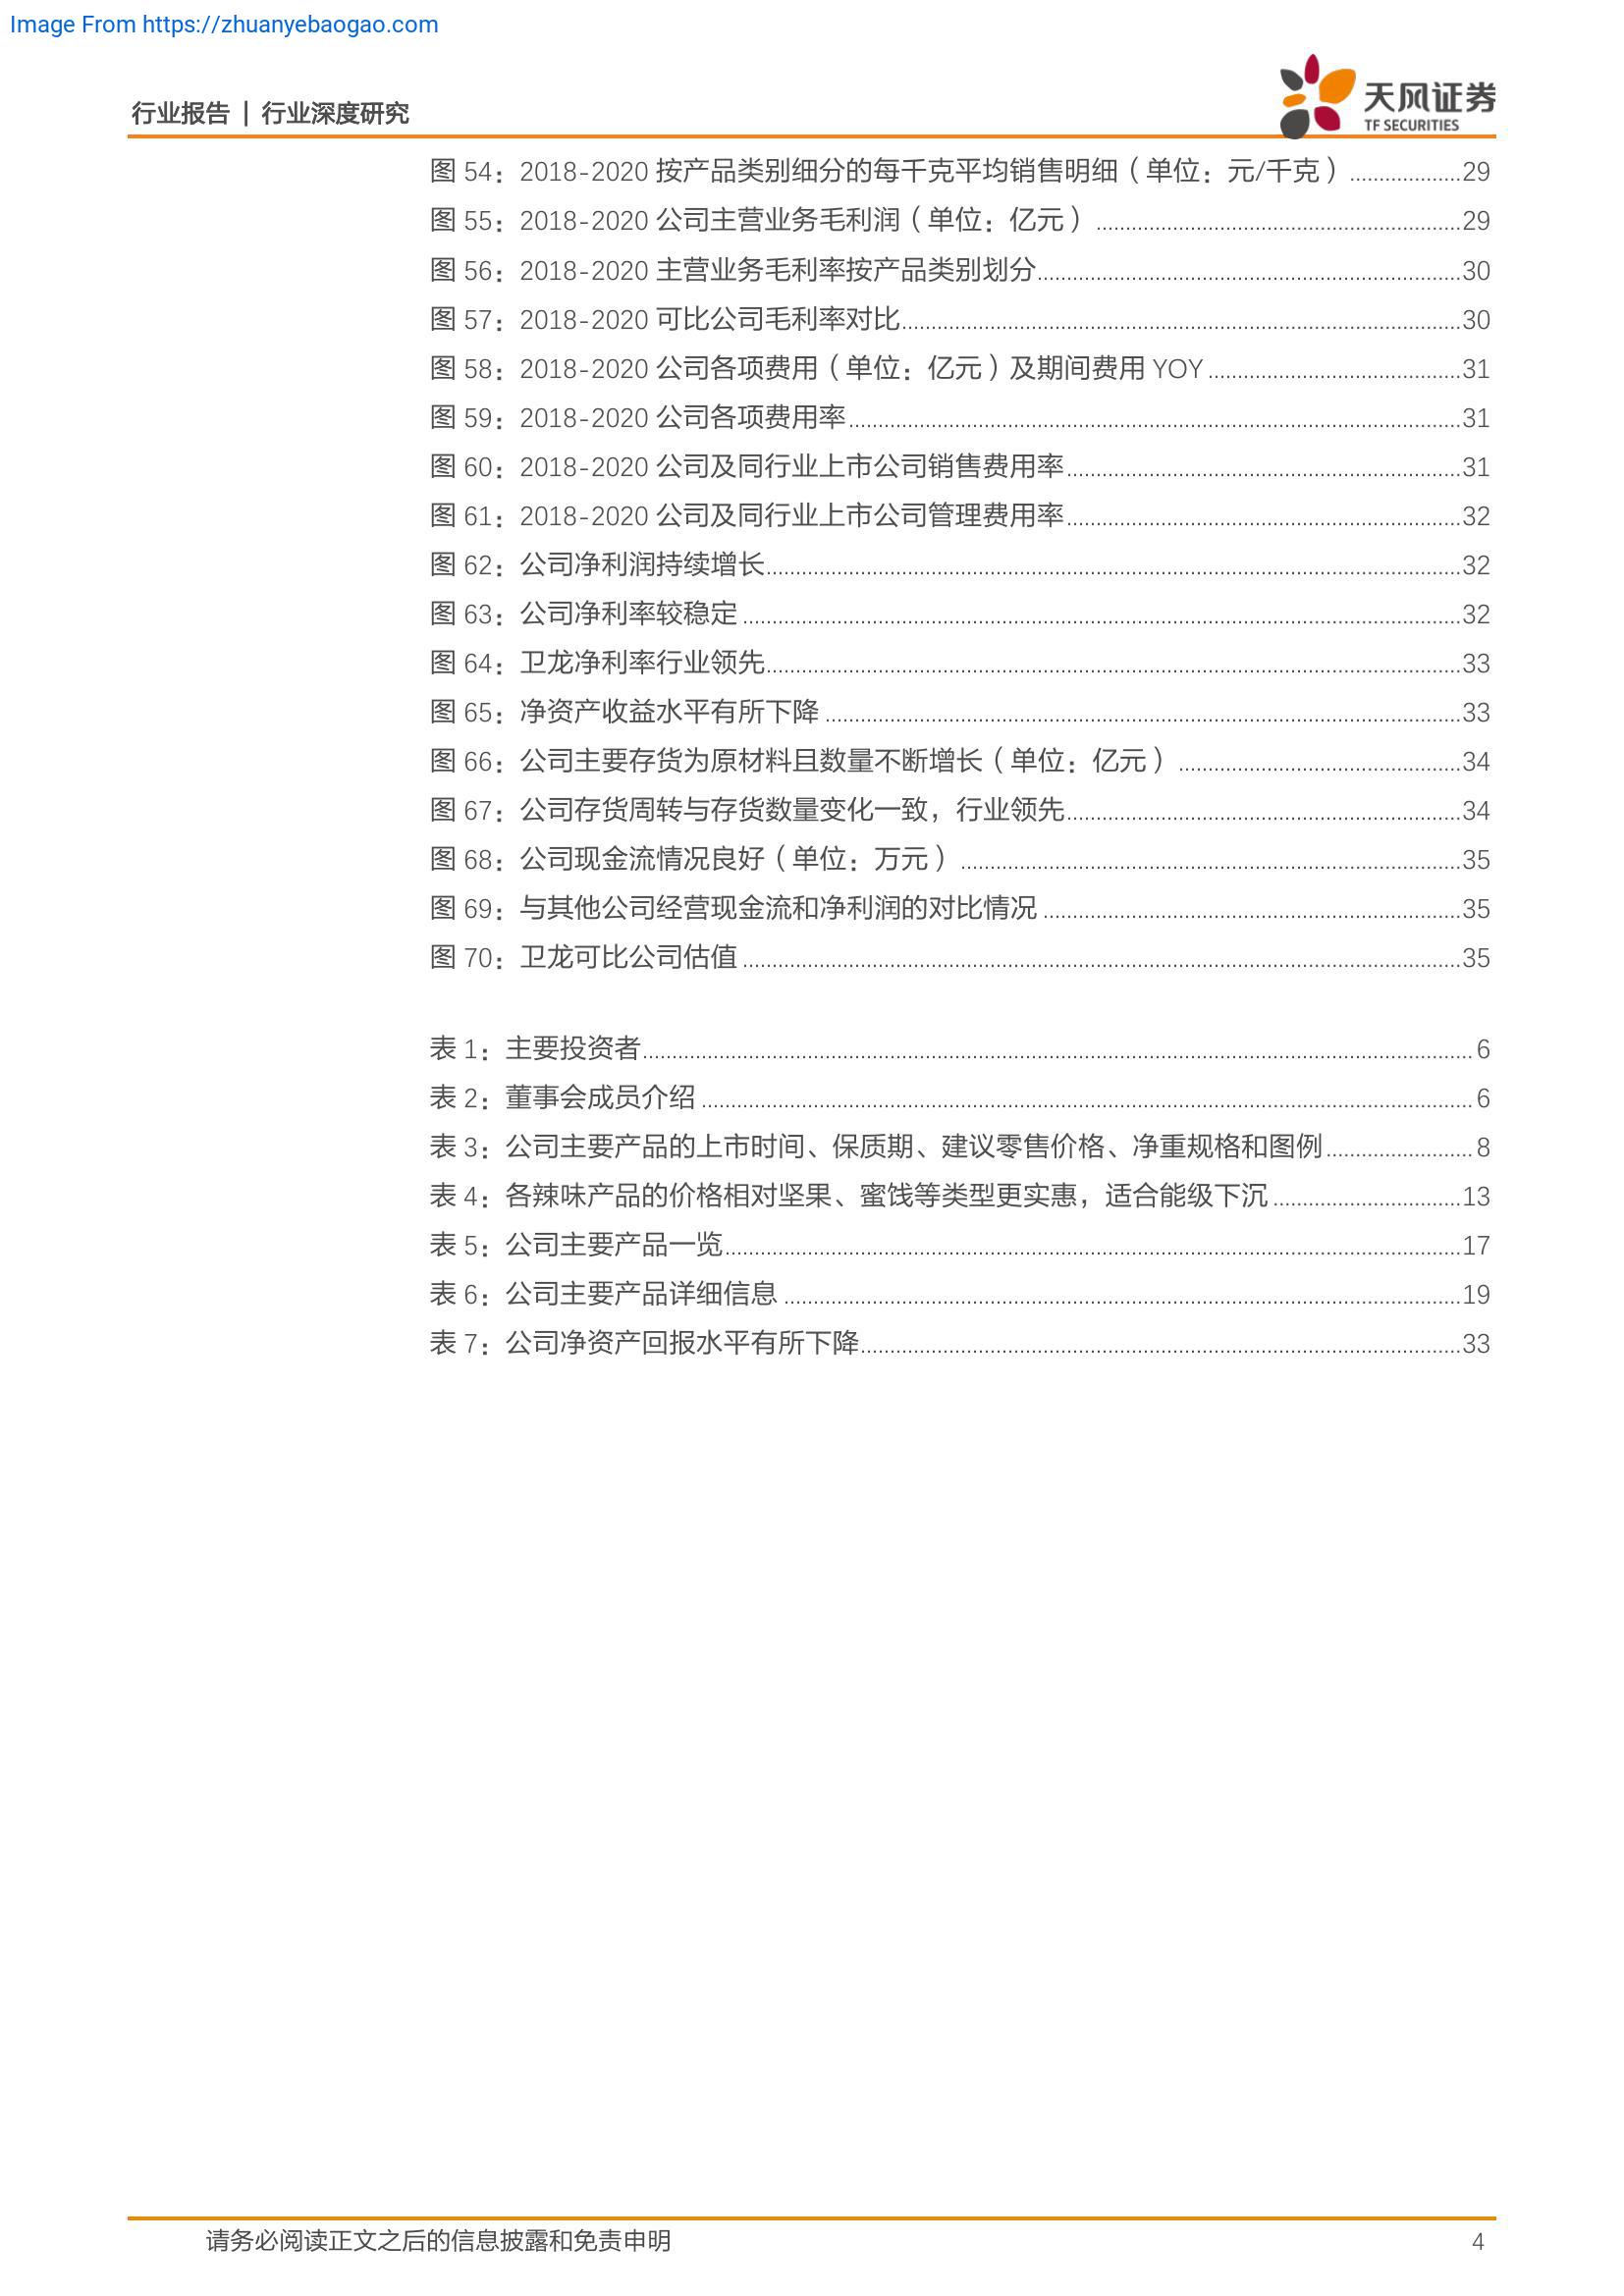 Image From https://zhuanyebaogao.com
行业报告 | 行业深度研究
天风证券
TF SECURITIES
图 54：2018-2020 按产品类别细分的每千克平均销售明细（单位：元/千克）...................29
图 55：2018-2020 公司主营业务毛利润（单位：亿元）..............................................................29
图 56：2018-2020 主营业务毛利率按产品类别划分........................................................................30
图 57：2018-2020 可比公司毛利率对比...............................................................................................30
图 58：2018-2020 公司各项费用（单位：亿元）及期间费用 YOY...........................................31
图 59：2018-2020 公司各项费用率........................................................................................................31
图 60：2018-2020 公司及同行业上市公司销售费用率...................................................................31
图 61：2018-2020 公司及同行业上市公司管理费用率...................................................................32
图 62：公司净利润持续增长......................................................................................................................32
图 63：公司净利率较稳定..........................................................................................................................32
图 64：卫龙净利率行业领先......................................................................................................................33
图 65：净资产收益水平有所下降............................................................................................................33
图 66：公司主要存货为原材料且数量不断增长（单位：亿元）................................................34
图 67：公司存货周转与存货数量变化一致，行业领先...................................................................34
图 68：公司现金流情况良好（单位：万元）.....................................................................................35
图 69：与其他公司经营现金流和净利润的对比情况.......................................................................35
图 70：卫龙可比公司估值..........................................................................................................................35
表 1：主要投资者............................................................................................................................................. 6
表 2：董事会成员介绍................................................................................................................................... 6
表 3：公司主要产品的上市时间、保质期、建议零售价格、净重规格和图例......................... 8
表 4：各辣味产品的价格相对坚果、蜜饯等类型更实惠，适合能级下沉................................13
表 5：公司主要产品一览.............................................................................................................................17
表 6：公司主要产品详细信息...................................................................................................................19
表 7：公司净资产回报水平有所下降......................................................................................................33
请务必阅读正文之后的信息披露和免责申明
4